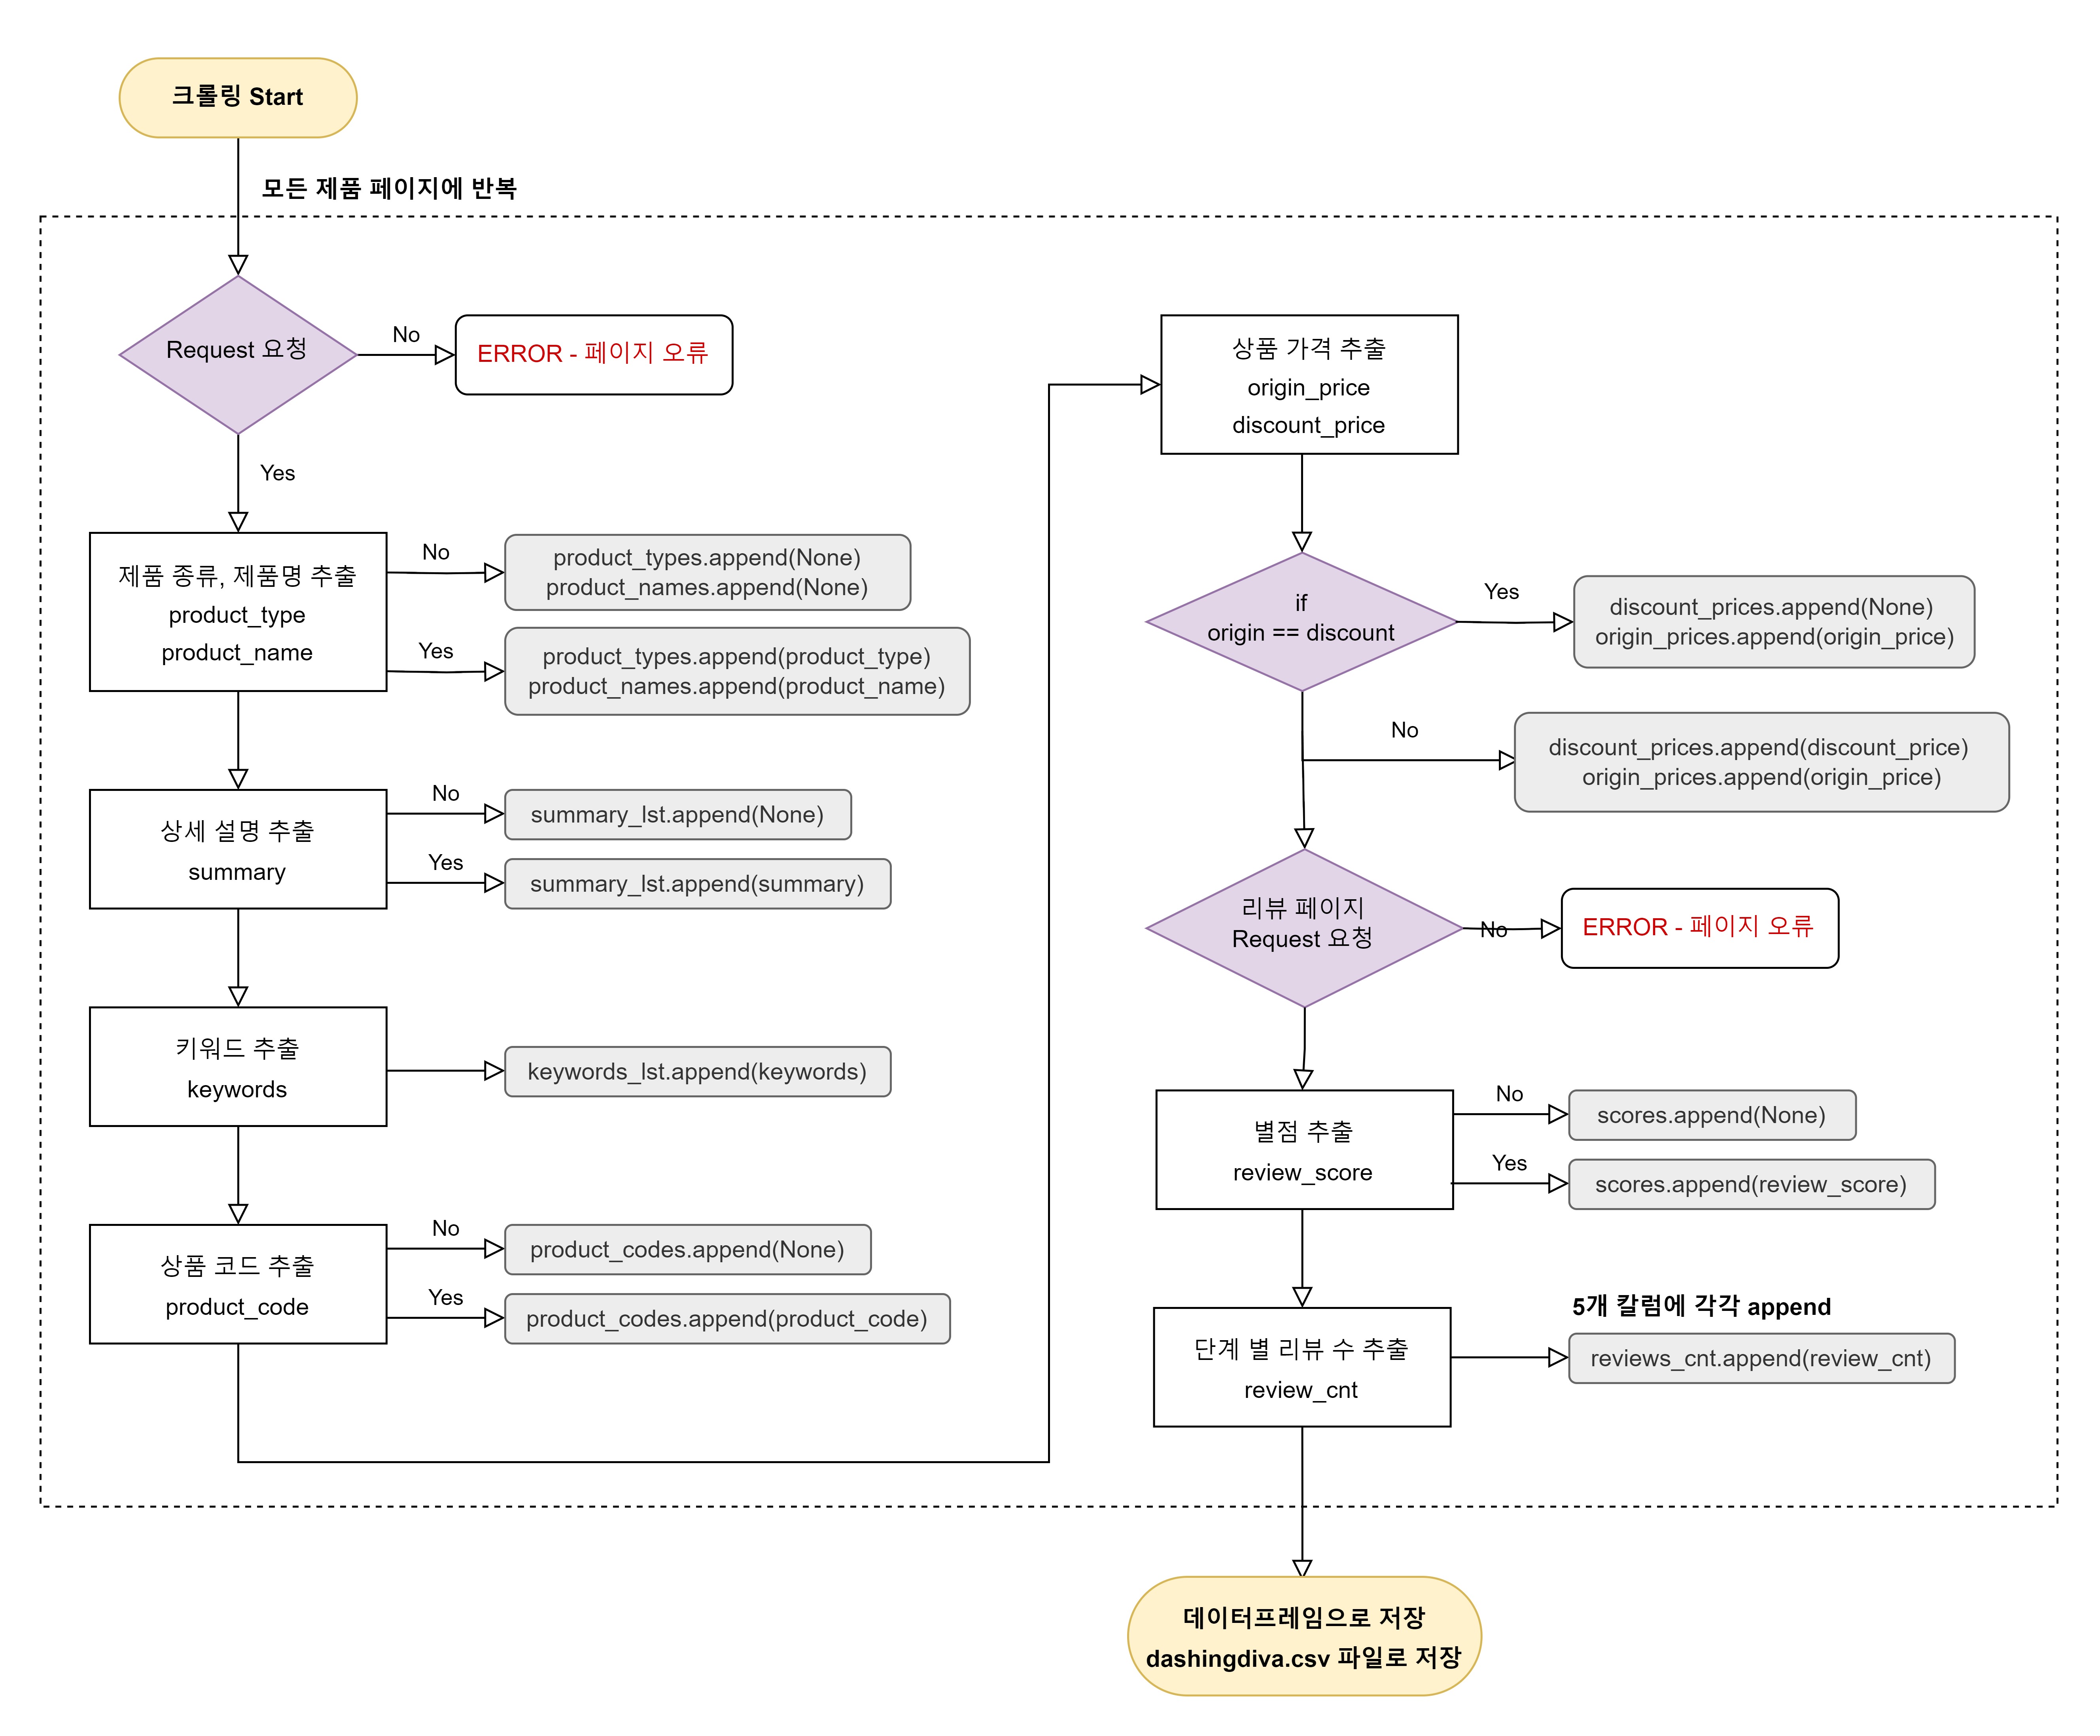 크롤링 Start
모든 제품 페이지에 반복
Request 요청
No
ERROR - 페이지 오류
Yes
제품 종류, 제품명 추출
product_type
product_name
No
product_types.append(None)
product_names.append(None)
Yes
product_types.append(product_type)
product_names.append(product_name)
상세 설명 추출
summary
No
summary_lst.append(None)
Yes
summary_lst.append(summary)
키워드 추출
keywords
keywords_lst.append(keywords)
상품 코드 추출
product_code
No
product_codes.append(None)
Yes
product_codes.append(product_code)
상품 가격 추출
origin_price
discount_price
if
origin == discount
Yes
discount_prices.append(None)
origin_prices.append(origin_price)
No
discount_prices.append(discount_price)
origin_prices.append(origin_price)
리뷰 페이지
Request 요청
No
ERROR - 페이지 오류
별점 추출
review_score
No
scores.append(None)
Yes
scores.append(review_score)
단계 별 리뷰 수 추출
review_cnt
5개 칼럼에 각각 append
reviews_cnt.append(review_cnt)
데이터프레임으로 저장
dashingdiva.csv 파일로 저장